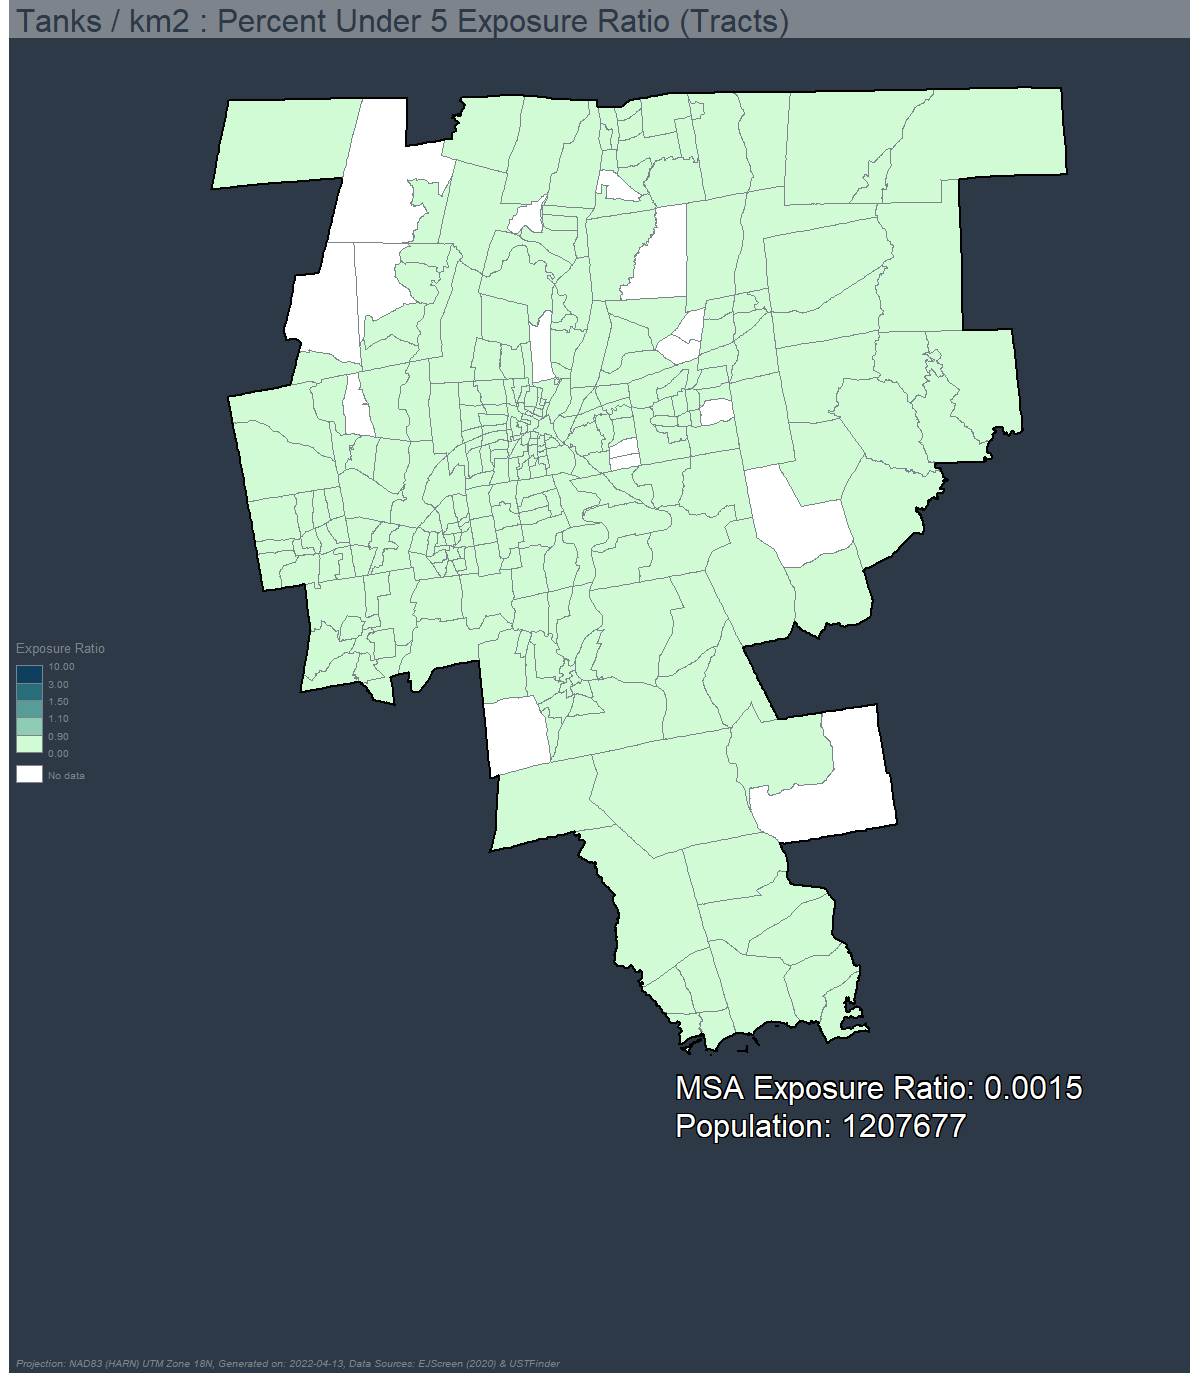 Tanks / km2 : Percent Under 5 Exposure Ratio (Tracts)
Exposure Ratio
10.00
3.00
1.50
1.10
0.90
0.00
No data
MSA Exposure Ratio: 0.0015
Population: 1207677
Projection: NAD83 (HARN) UTM Zone 18N, Generated on: 2022-04-13, Data Sources: EJScreen (2020) & USTFinder